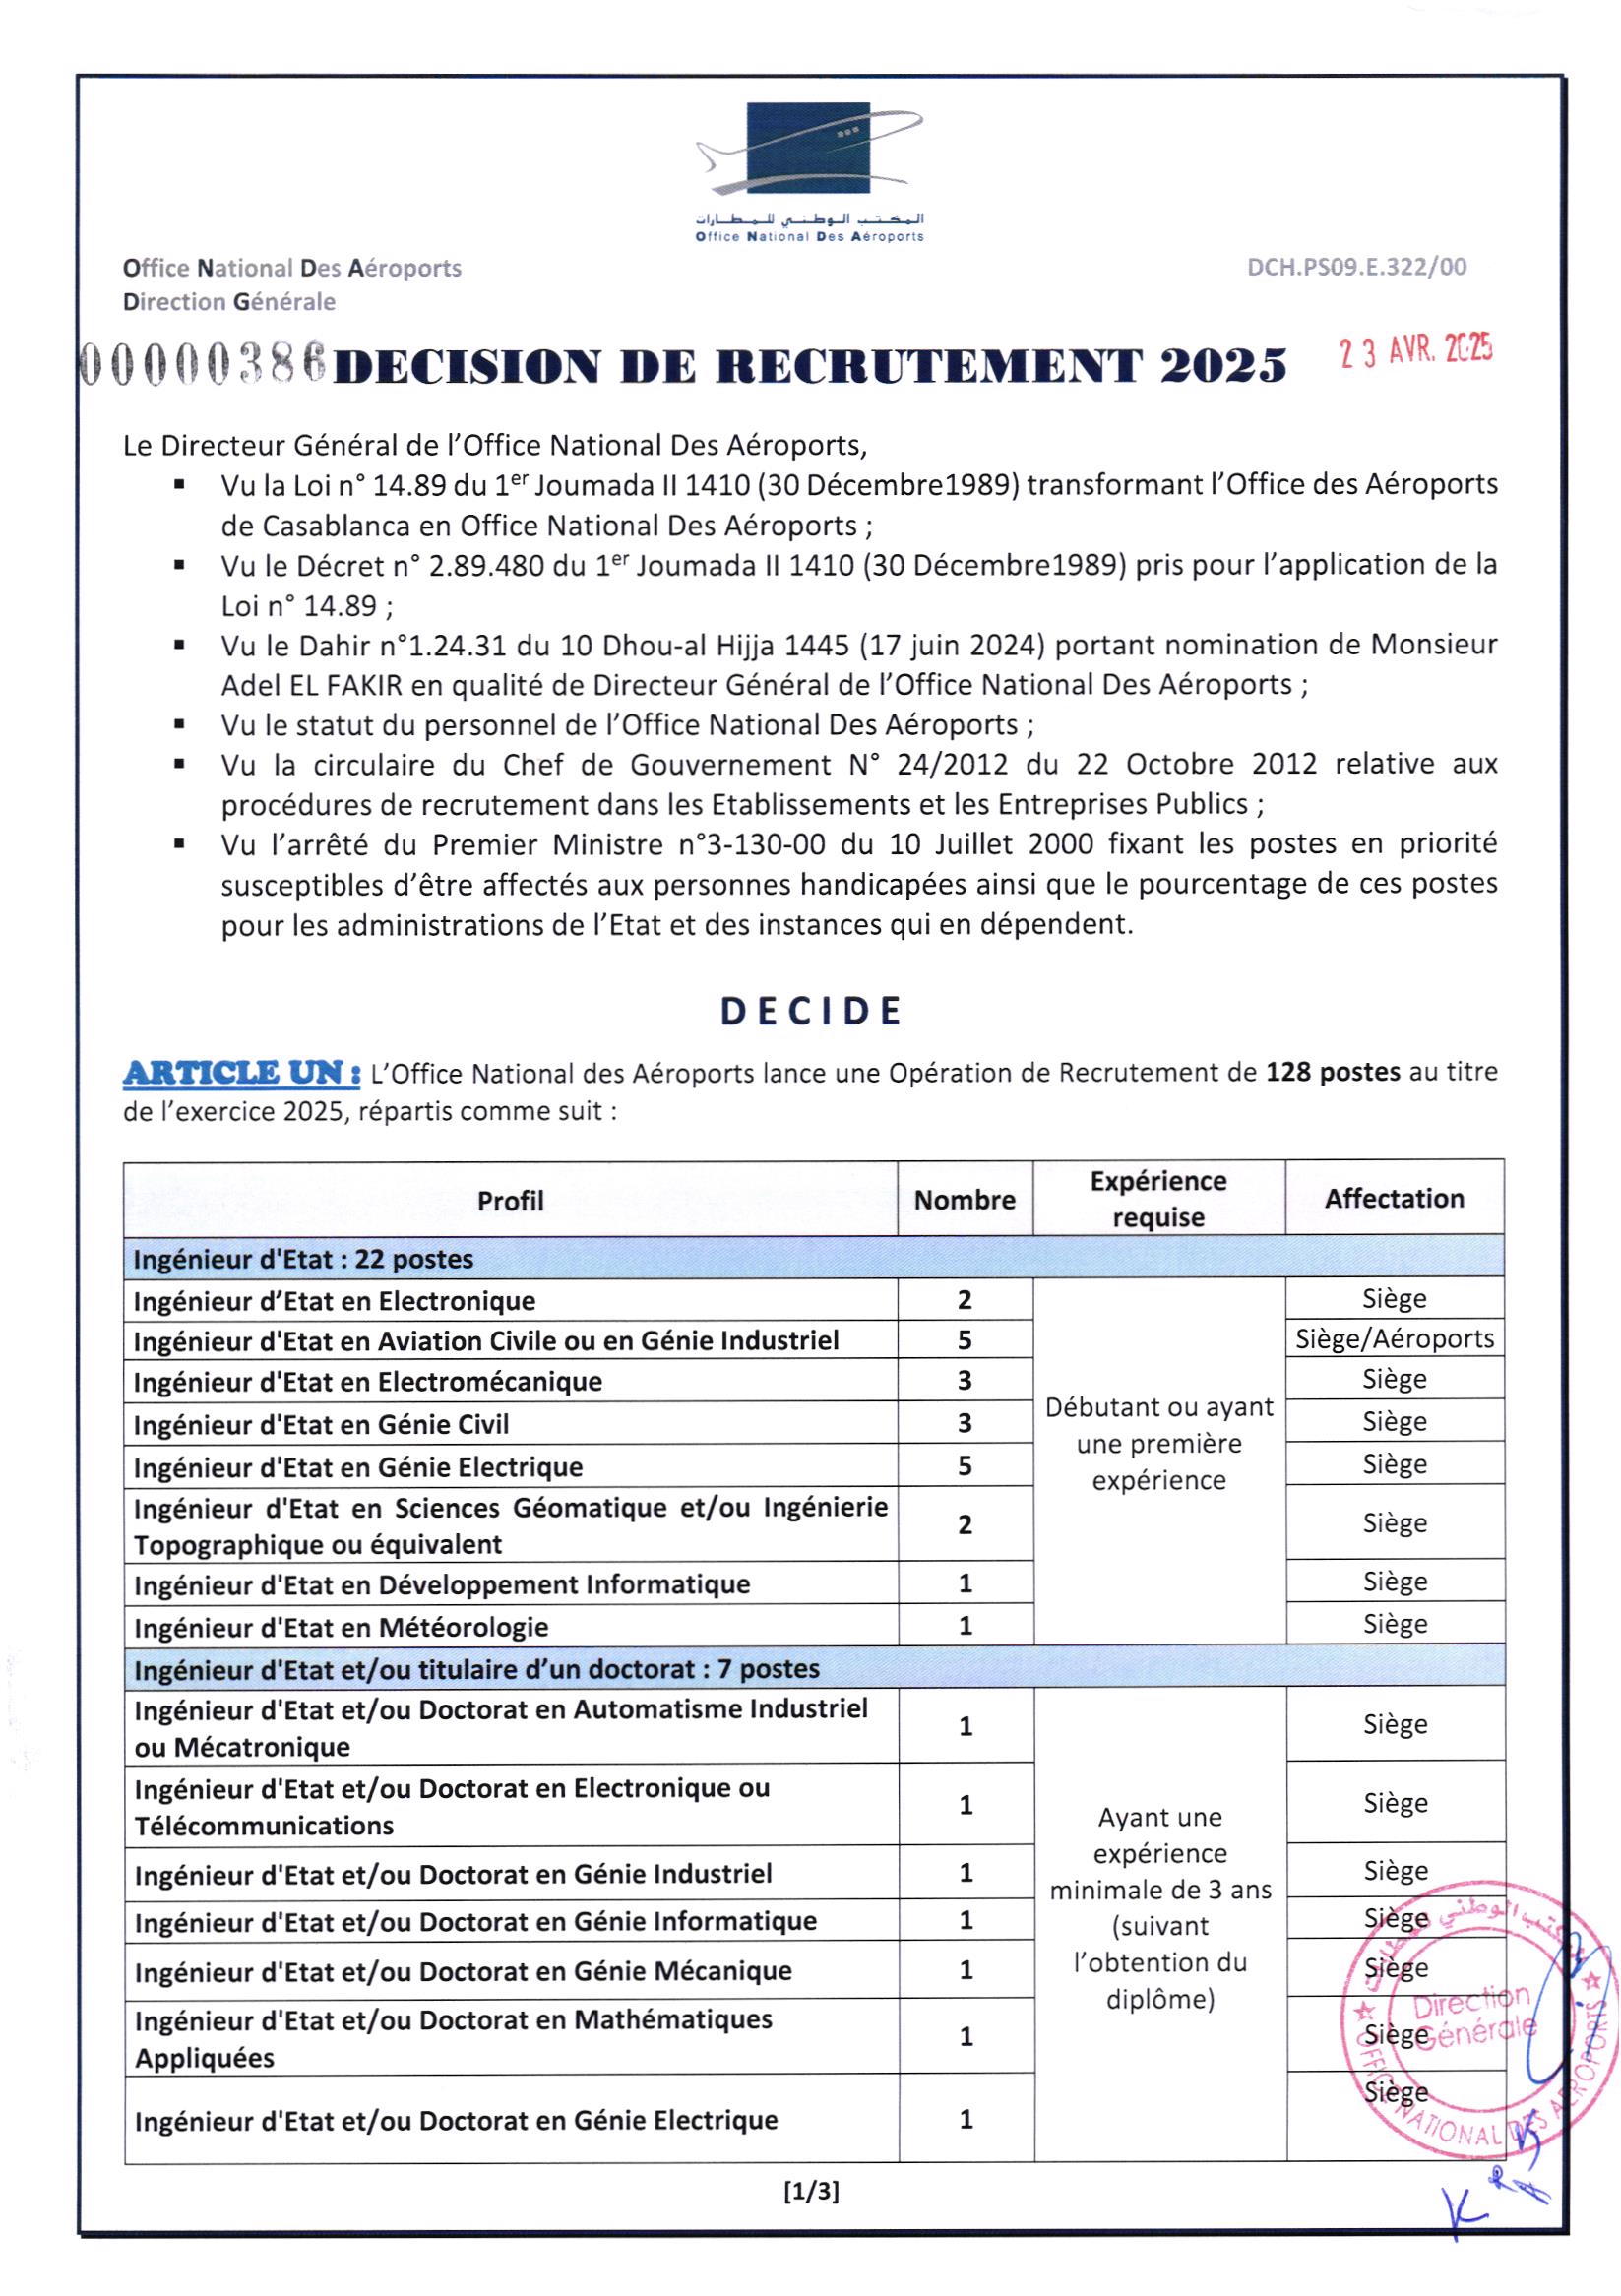 المكتب الوطني للمطارات
Office National Des Aéroports
Office National Des Aéroports
DCH.PS09.E.322/00
Direction Générale
00000386 DECISION DE RECRUTEMENT 2025 23 AVR. 2025
Le Directeur Général de l'Office National Des Aéroports,
▪ Vu la Loi n° 14.89 du 1er Joumada II 1410 (30 Décembre1989) transformant l'Office des Aéroports
de Casablanca en Office National Des Aéroports ;
▪ Vu le Décret n° 2.89.480 du 1er Joumada II 1410 (30 Décembre1989) pris pour l'application de la
Loi n° 14.89 ;
▪ Vu le Dahir n°1.24.31 du 10 Dhou-al Hijja 1445 (17 juin 2024) portant nomination de Monsieur
Adel EL FAKIR en qualité de Directeur Général de l'Office National Des Aéroports ;
▪ Vu le statut du personnel de l'Office National Des Aéroports ;
▪ Vu la circulaire du Chef de Gouvernement N° 24/2012 du 22 Octobre 2012 relative aux
procédures de recrutement dans les Etablissements et les Entreprises Publics ;
▪ Vu l'arrêté du Premier Ministre n°3-130-00 du 10 Juillet 2000 fixant les postes en priorité
susceptibles d'être affectés aux personnes handicapées ainsi que le pourcentage de ces postes
pour les administrations de l'Etat et des instances qui en dépendent.
DECIDE
ARTICLE UN : L'Office National des Aéroports lance une Opération de Recrutement de 128 postes au titre
de l'exercice 2025, répartis comme suit :
Profil Nombre Expérience requise Affectation
Ingénieur d'Etat : 22 postes
Ingénieur d'Etat en Electronique 2 Siège
Ingénieur d'Etat en Aviation Civile ou en Génie Industriel 5 Siège/Aéroports
Ingénieur d'Etat en Electromécanique 3 Siège
Débutant ou ayant
une première
expérience
Ingénieur d'Etat en Génie Civil 3 Siège
Ingénieur d'Etat en Génie Electrique 5 Siège
Ingénieur d'Etat en Sciences Géomatique et/ou Ingénierie
Topographique ou équivalent 2 Siège
Ingénieur d'Etat en Développement Informatique 1 Siège
Ingénieur d'Etat en Météorologie 1 Siège
Ingénieur d'Etat et/ou titulaire d'un doctorat : 7 postes
Ingénieur d'Etat et/ou Doctorat en Automatisme Industriel
ou Mécatronique 1 Siège
Ingénieur d'Etat et/ou Doctorat en Electronique ou
Télécommunications 1 Siège
Ayant une
expérience
minimale de 3 ans
(suivant
l'obtention du
diplôme)
Ingénieur d'Etat et/ou Doctorat en Génie Industriel 1 Siège
Ingénieur d'Etat et/ou Doctorat en Génie Informatique 1 Siège
Ingénieur d'Etat et/ou Doctorat en Génie Mécanique 1 Siège
Ingénieur d'Etat et/ou Doctorat en Mathématiques
Appliquées 1 Siège
Ingénieur d'Etat et/ou Doctorat en Génie Electrique 1 Siège
المكتب الوطني للمطارات
Direction
Générale
OFFICE NATIONAL DES AEROPORTS
[1/3]